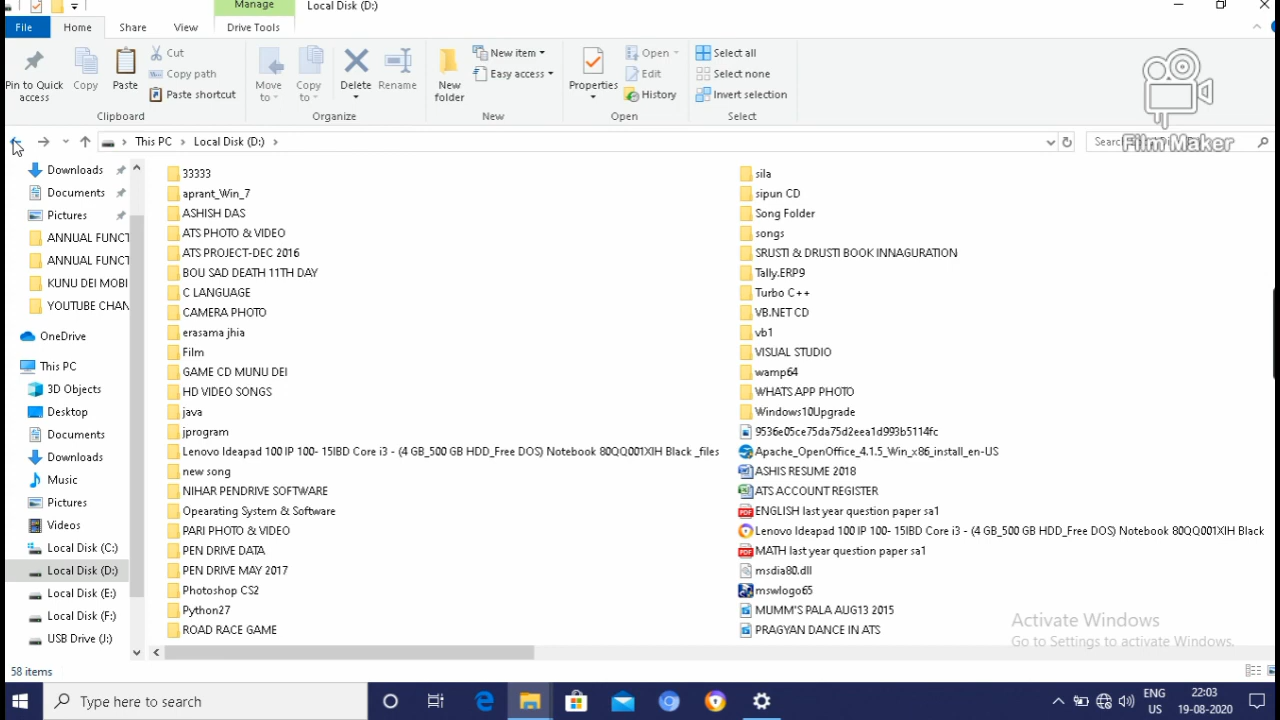 Manage
Local Disk (D:)
File
Home
Share
View
Drive Tools
Pin to Quick access
Copy
Paste
Cut
Copy path
Paste shortcut
Clipboard
Move to
Copy to
Delete
Rename
Organize
New folder
New item
Easy access
New
Properties
Open
Edit
History
Open
Select all
Select none
Invert selection
Select
Film Maker
This PC
Local Disk (D:)
Search
Downloads
Documents
Pictures
ANNUAL FUNCT
ANNUAL FUNCT
KUNU DEI MOBI
YOUTUBE CHAN
OneDrive
This PC
3D Objects
Desktop
Documents
Downloads
Music
Pictures
Videos
Local Disk (C:)
Local Disk (D:)
Local Disk (E:)
Local Disk (F:)
USB Drive (J:)
33333
aprant_Win_7
ASHISH DAS
ATS PHOTO & VIDEO
ATS PROJECT-DEC 2016
BOU SAD DEATH 11TH DAY
C LANGUAGE
CAMERA PHOTO
erasama jhia
Film
GAME CD MUNU DEI
HD VIDEO SONGS
java
jprogram
Lenovo Ideapad 100 IP 100- 15IBD Core i3 - (4 GB_500 GB HDD_Free DOS) Notebook 80QQ001XIH Black _files
new song
NIHAR PENDRIVE SOFTWARE
Opearating System & Software
PARI PHOTO & VIDEO
PEN DRIVE DATA
PEN DRIVE MAY 2017
Photoshop CS2
Python27
ROAD RACE GAME
sila
sipun CD
Song Folder
songs
SRUSTI & DRUSTI BOOK INNAGURATION
Tally.ERP9
Turbo C++
VB.NET CD
vb1
VISUAL STUDIO
wamp64
WHATS APP PHOTO
Windows10Upgrade
9536e05ce75da75d2eea1d993b5114fc
Apache_OpenOffice_4.1.5_Win_x86_install_en-US
ASHIS RESUME 2018
ATS ACCOUNT REGISTER
ENGLISH last year question paper sa1
Lenovo Ideapad 100 IP 100- 15IBD Core i3 - (4 GB_500 GB HDD_Free DOS) Notebook 80QQ001XIH Black
MATH last year question paper sa1
msdia80.dll
mswlogo65
MUMM'S PALA AUG13 2015
PRAGYAN DANCE IN ATS
Activate Windows
Go to Settings to activate Windows.
58 items
Type here to search
ENG
US
22:03
19-08-2020